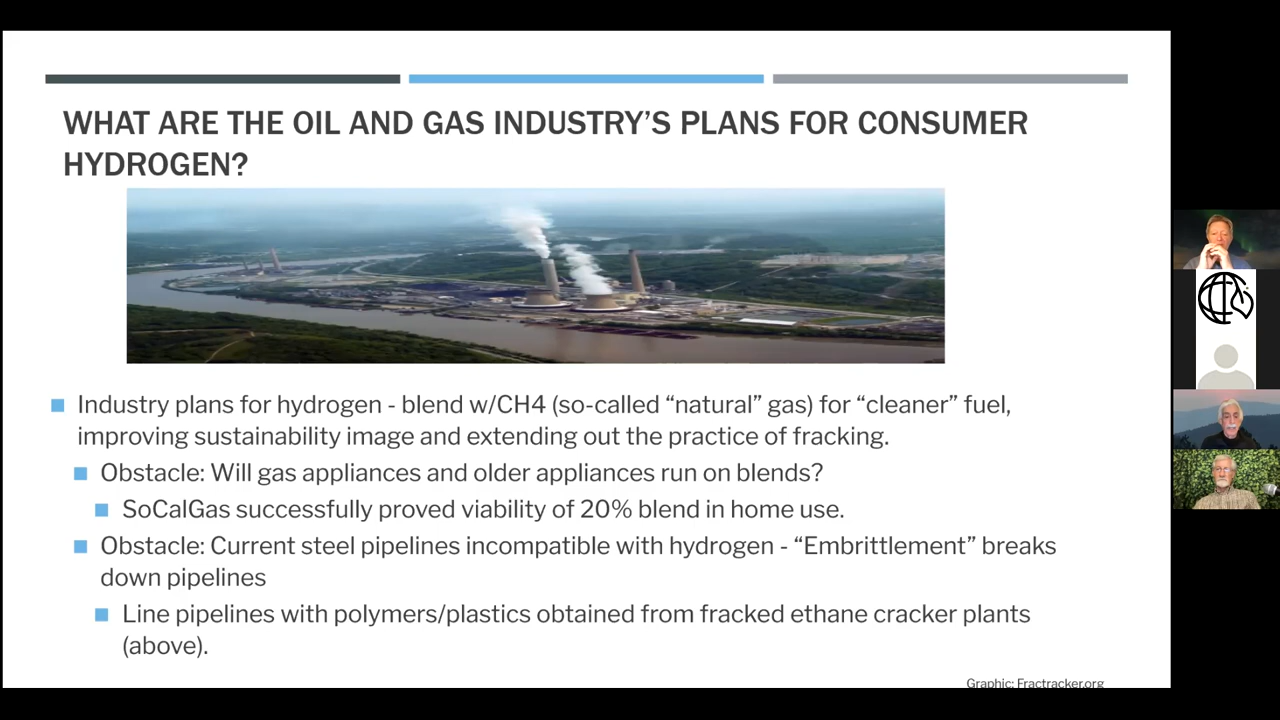 WHAT ARE THE OIL AND GAS INDUSTRY’S PLANS FOR CONSUMER
HYDROGEN?
Industry plans for hydrogen - blend w/CH4 (so-called “natural” gas) for “cleaner” fuel,
improving sustainability image and extending out the practice of fracking.
Obstacle: Will gas appliances and older appliances run on blends?
SoCalGas successfully proved viability of 20% blend in home use.
Obstacle: Current steel pipelines incompatible with hydrogen - “Embrittlement” breaks
down pipelines
Line pipelines with polymers/plastics obtained from fracked ethane cracker plants
(above).
Graphic: Fractracker.org